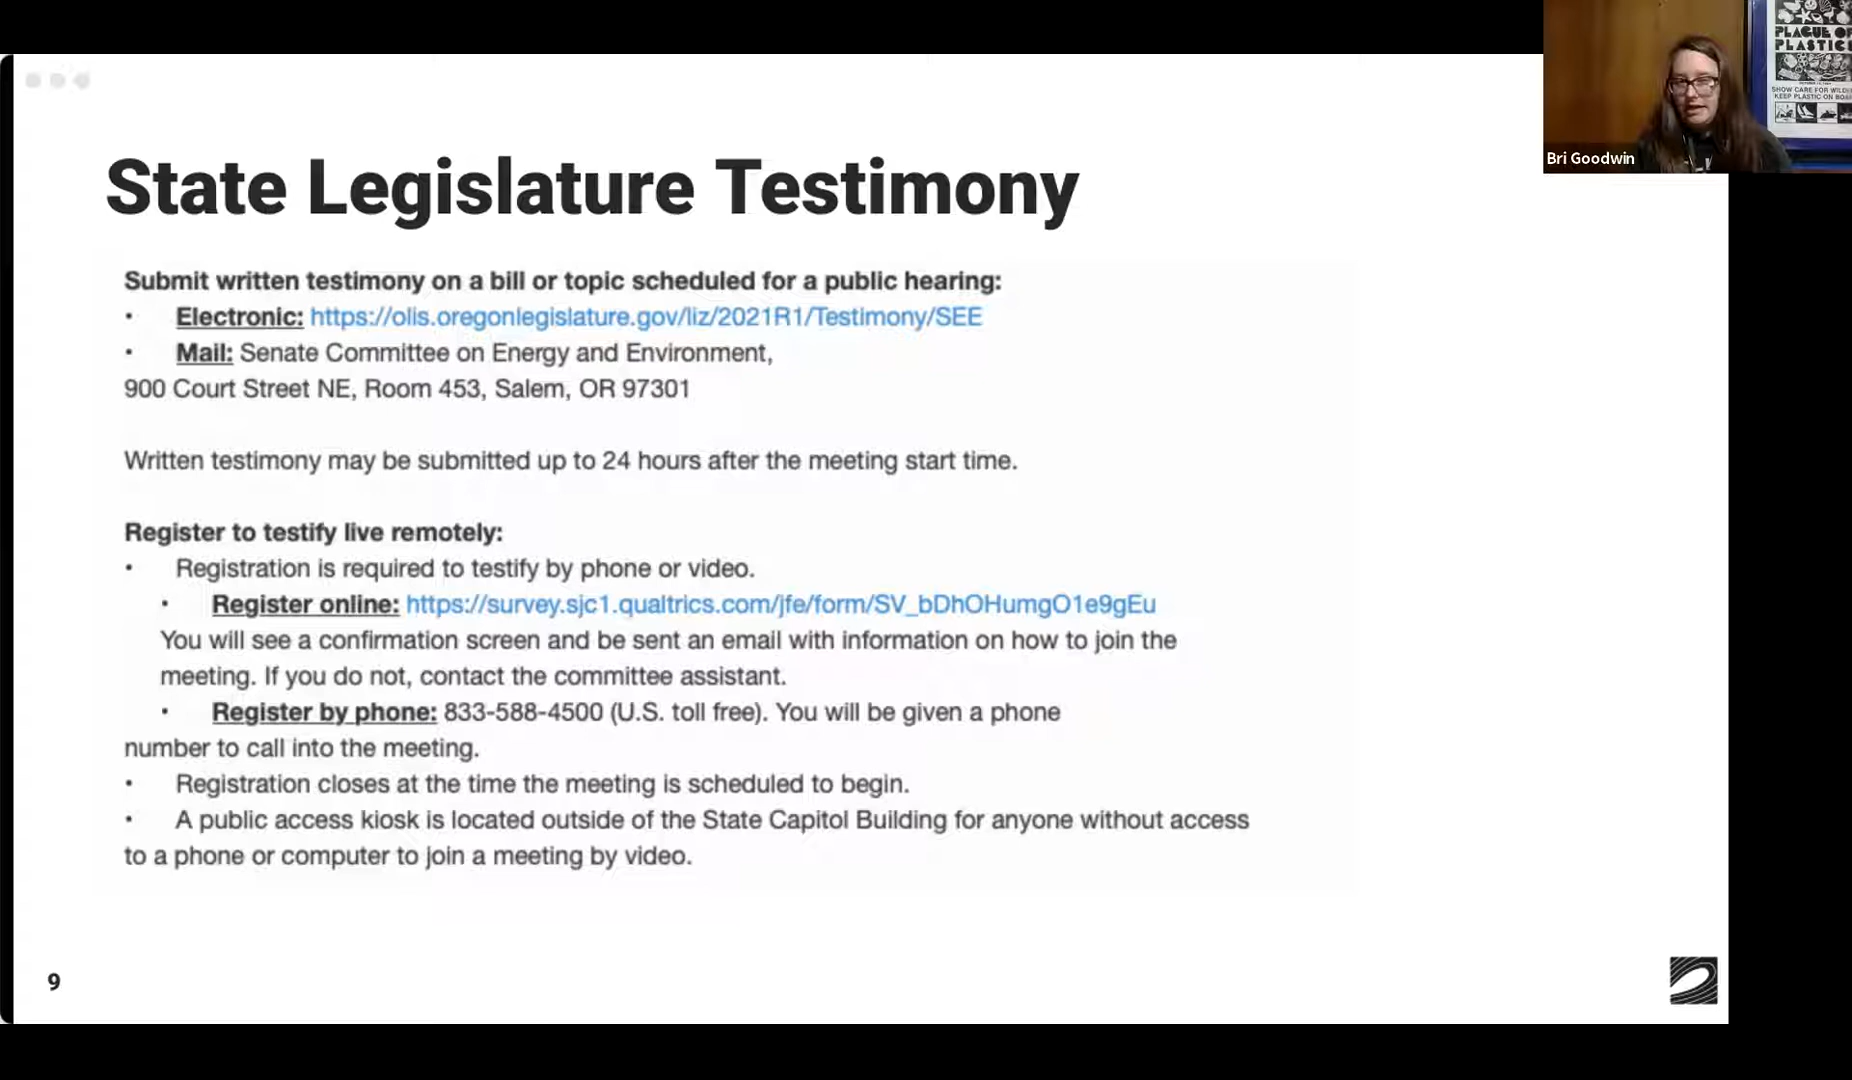 State Legislature Testimony
Submit written testimony on a bill or topic scheduled for a public hearing:
• Electronic: https://olis.oregonlegislature.gov/liz/2021R1/Testimony/SEE
• Mail: Senate Committee on Energy and Environment,
900 Court Street NE, Room 453, Salem, OR 97301
Written testimony may be submitted up to 24 hours after the meeting start time.
Register to testify live remotely:
• Registration is required to testify by phone or video.
• Register online: https://survey.sjc1.qualtrics.com/jfe/form/SV_bDhOHumgO1e9gEu
You will see a confirmation screen and be sent an email with information on how to join the
meeting. If you do not, contact the committee assistant.
• Register by phone: 833-588-4500 (U.S. toll free). You will be given a phone
number to call into the meeting.
• Registration closes at the time the meeting is scheduled to begin.
• A public access kiosk is located outside of the State Capitol Building for anyone without access
to a phone or computer to join a meeting by video.
9
PLAGUE OF
PLASTIC
SHOW CARE FOR
KEEP PLASTIC ON
Bri Goodwin